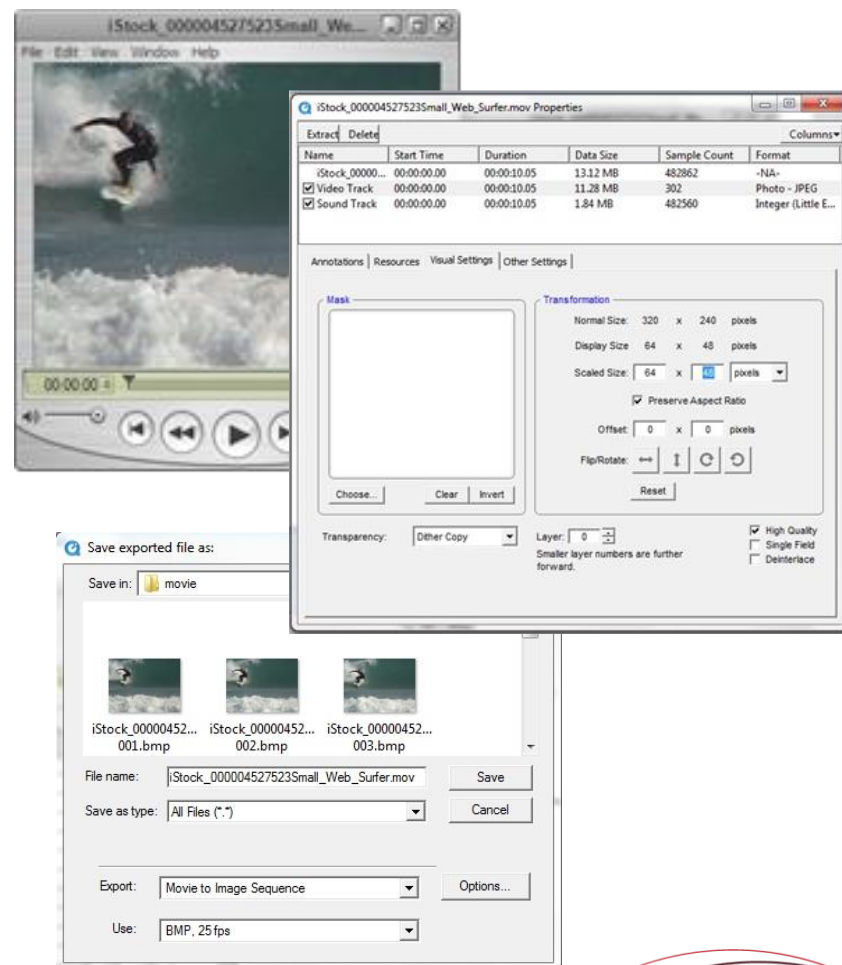 iStock_000004527523Small_We...
File Edit View Window Help
00:00:00
iStock_000004527523Small_Web_Surfer.mov Properties
Extract Delete
Columns
Name Start Time Duration Data Size Sample Count Format
iStock_00000... 00:00:00.00 00:00:10.05 13.12 MB 482862 -NA-
Video Track 00:00:00.00 00:00:10.05 11.28 MB 302 Photo - JPEG
Sound Track 00:00:00.00 00:00:10.05 1.84 MB 482560 Integer (Little E...
Annotations Resources Visual Settings Other Settings
Mask
Choose... Clear Invert
Transformation
Normal Size: 320 x 240 pixels
Display Size 64 x 48 pixels
Scaled Size: 64 x 48 pixels
Preserve Aspect Ratio
Offset: 0 x 0 pixels
Flip/Rotate:
Reset
Transparency: Dither Copy
Layer: 0
Smaller layer numbers are further
forward.
High Quality
Single Field
Deinterlace
Save exported file as:
Save in: movie
iStock_00000452... iStock_00000452... iStock_00000452...
001.bmp 002.bmp 003.bmp
File name: iStock_000004527523Small_Web_Surfer.mov Save
Save as type: All Files (*.*) Cancel
Export: Movie to Image Sequence Options...
Use: BMP, 25 fps